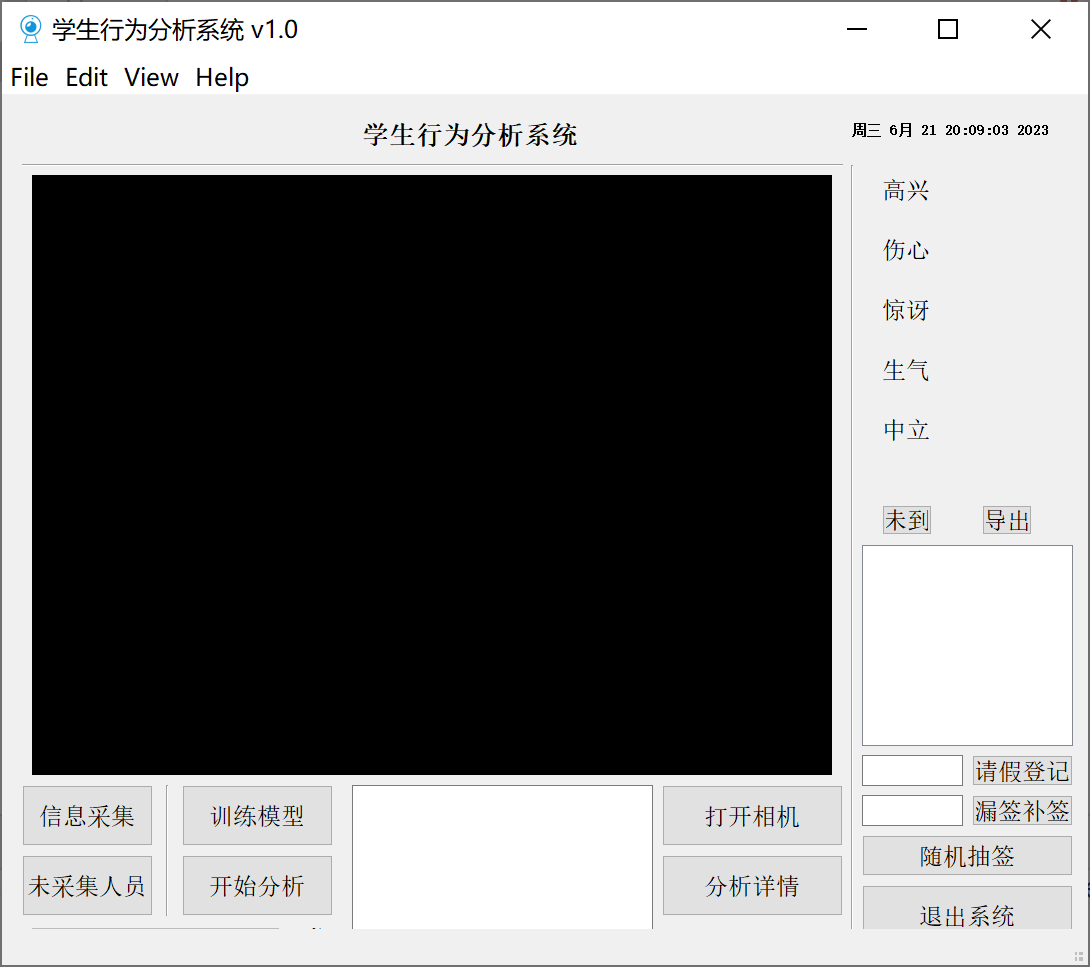 学生行为分析系统 v1.0
File Edit View Help
学生行为分析系统
周三 6月 21 20:09:03 2023
高兴
伤心
惊讶
生气
中立
未到 导出
请假登记
漏签补签
随机抽签
退出系统
信息采集 训练模型 打开相机
未采集人员 开始分析 分析详情